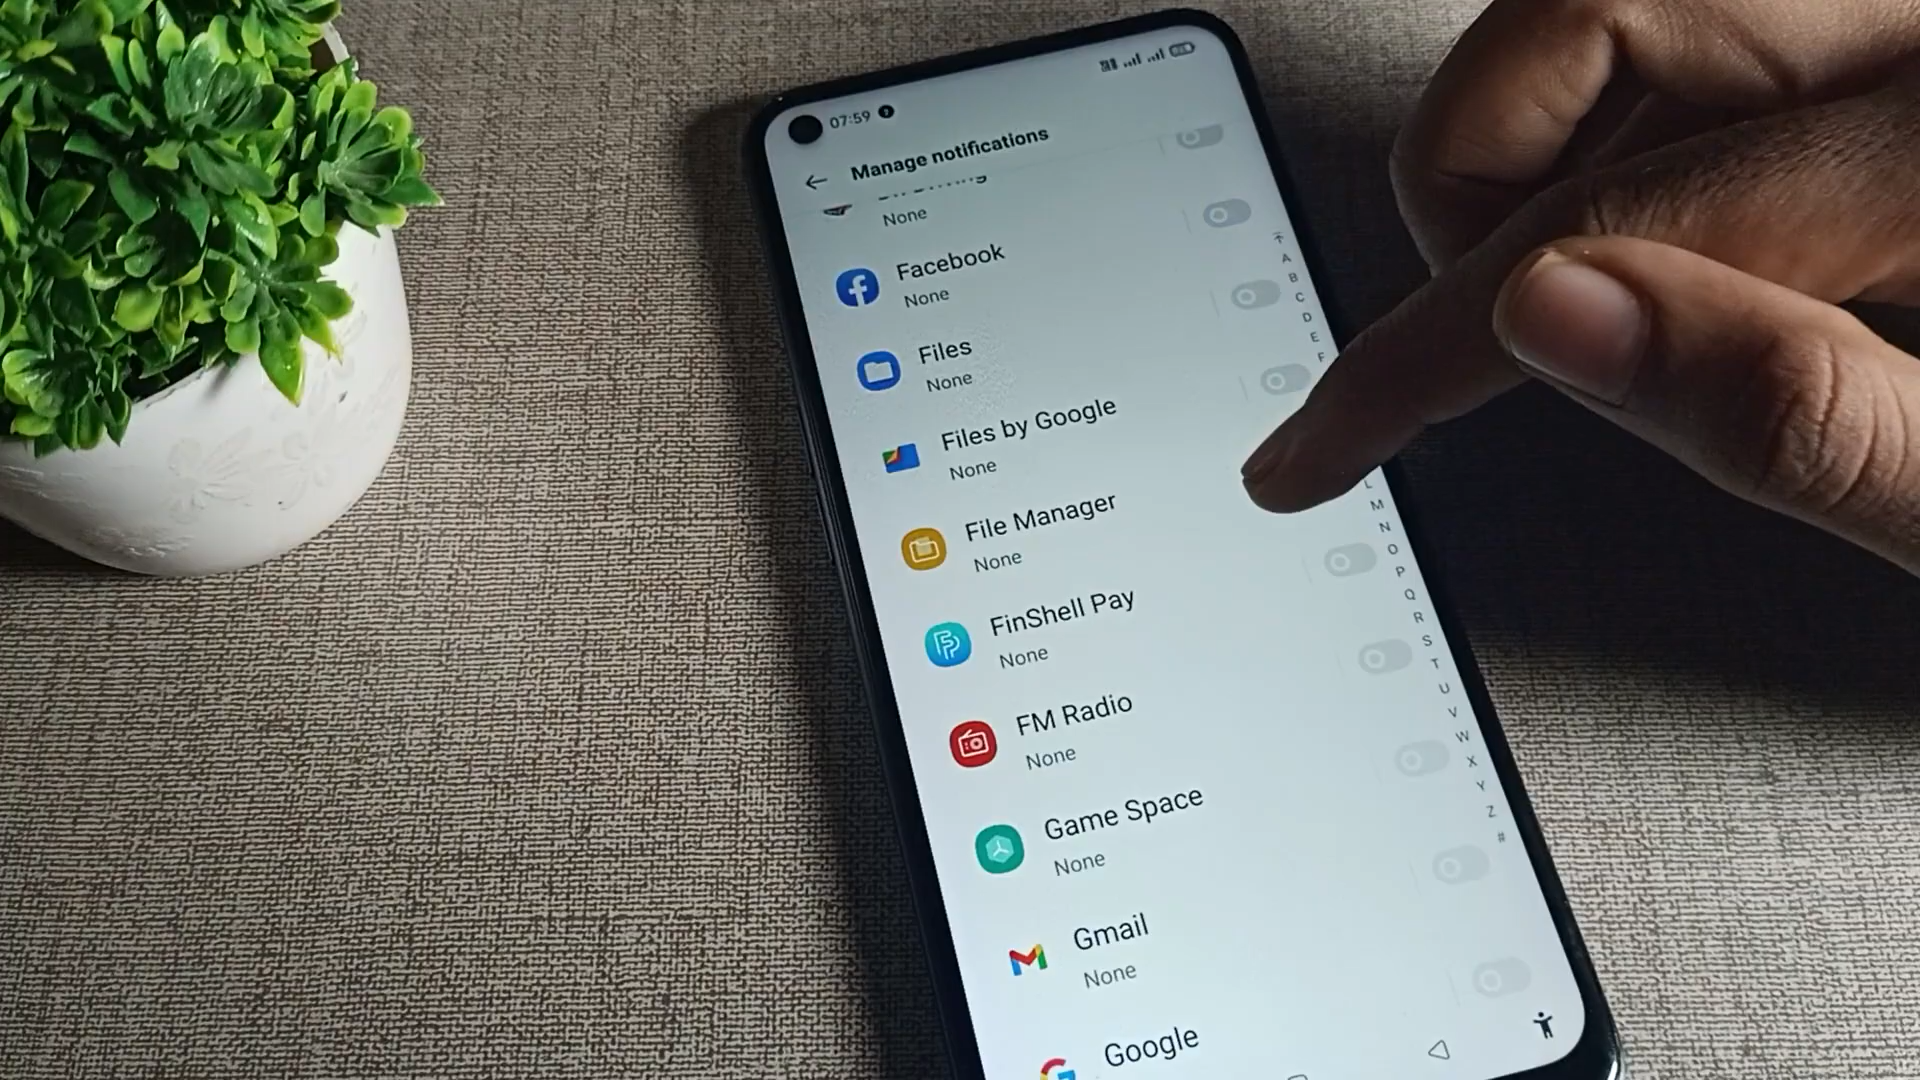 07:59
Manage notifications
None
Facebook
None
Files
None
Files by Google
None
File Manager
None
FinShell Pay
None
FM Radio
None
Game Space
None
Gmail
None
Google
A
B
C
D
E
F
L
M
N
O
P
Q
R
S
T
U
V
W
X
Y
Z
#